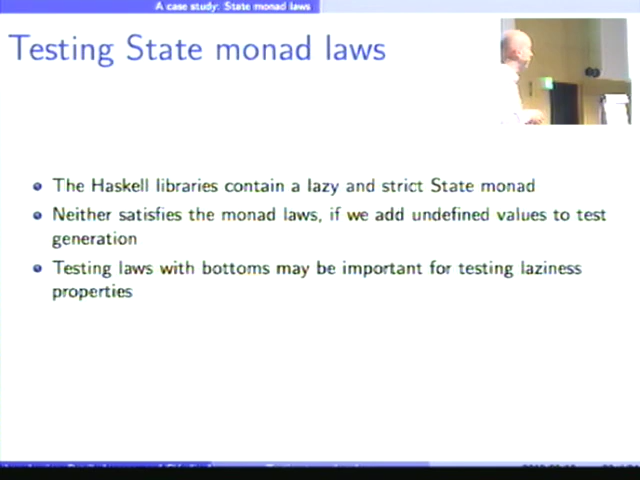 A case study: State monad laws
Testing State monad laws
The Haskell libraries contain a lazy and strict State monad
Neither satisfies the monad laws, if we add undefined values to test
generation
Testing laws with bottoms may be important for testing laziness
properties